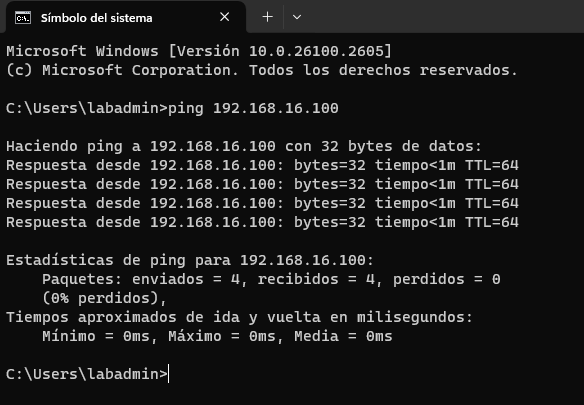 Símbolo del sistema
Microsoft Windows [Versión 10.0.26100.2605]
(c) Microsoft Corporation. Todos los derechos reservados.
C:\Users\labadmin>ping 192.168.16.100
Haciendo ping a 192.168.16.100 con 32 bytes de datos:
Respuesta desde 192.168.16.100: bytes=32 tiempo<1m TTL=64
Respuesta desde 192.168.16.100: bytes=32 tiempo<1m TTL=64
Respuesta desde 192.168.16.100: bytes=32 tiempo<1m TTL=64
Respuesta desde 192.168.16.100: bytes=32 tiempo<1m TTL=64
Estadísticas de ping para 192.168.16.100:
    Paquetes: enviados = 4, recibidos = 4, perdidos = 0
    (0% perdidos),
Tiempos aproximados de ida y vuelta en milisegundos:
    Mínimo = 0ms, Máximo = 0ms, Media = 0ms
C:\Users\labadmin>